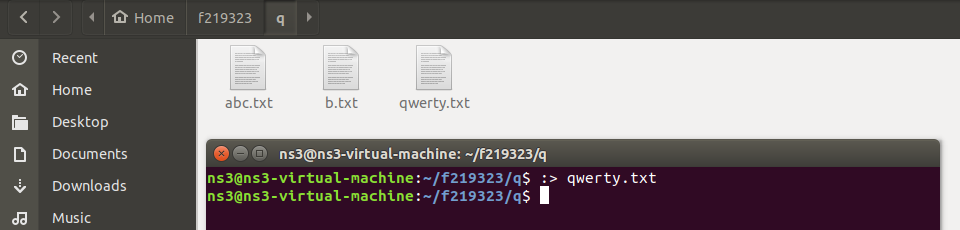 Home f219323 q
Recent
Home
Desktop
Documents
Downloads
Music
abc.txt b.txt qwerty.txt
ns3@ns3-virtual-machine: ~/f219323/q
ns3@ns3-virtual-machine:~/f219323/q$ :> qwerty.txt
ns3@ns3-virtual-machine:~/f219323/q$